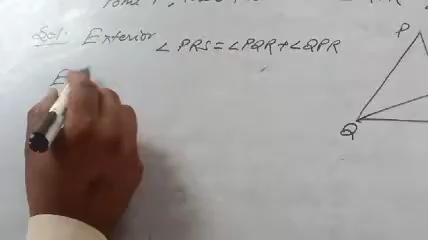 Sol: Exterior ∠PRS = ∠PQR + ∠QPR
E
P
Q